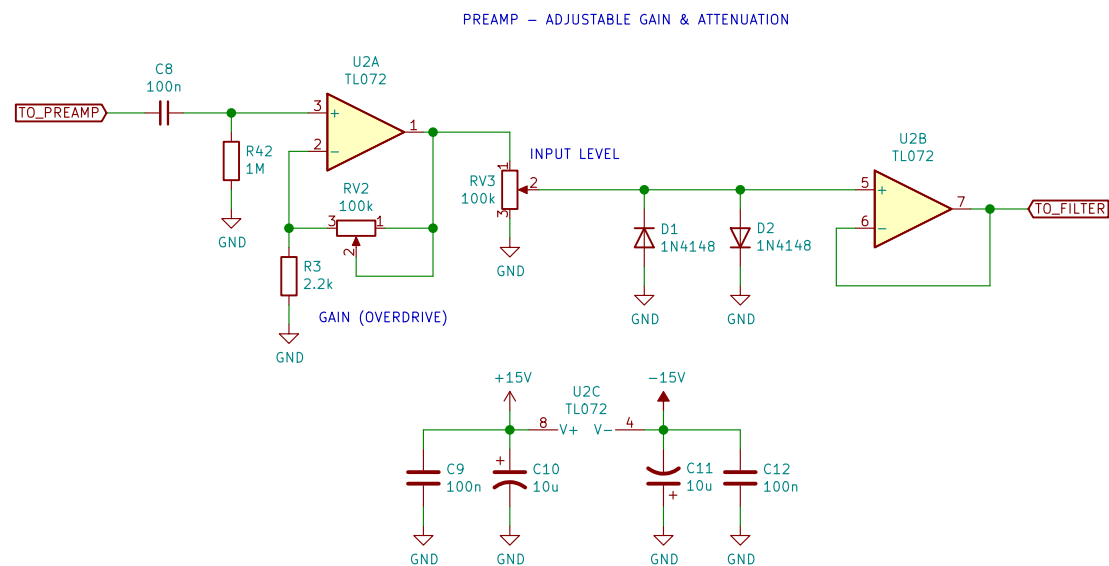 PREAMP – ADJUSTABLE GAIN & ATTENUATION
TO_PREAMP
C8
100n
R42
1M
GND
U2A
TL072
3
+
2
–
1
RV2
100k
3
1
2
R3
2.2k
GND
GAIN (OVERDRIVE)
INPUT LEVEL
RV3
100k
1
2
3
GND
D1
1N4148
GND
D2
1N4148
GND
U2B
TL072
5
+
6
–
7
TO_FILTER
+15V
U2C
TL072
–15V
8
V+
V–
4
C9
100n
GND
+
C10
10u
GND
C11
10u
+
GND
C12
100n
GND